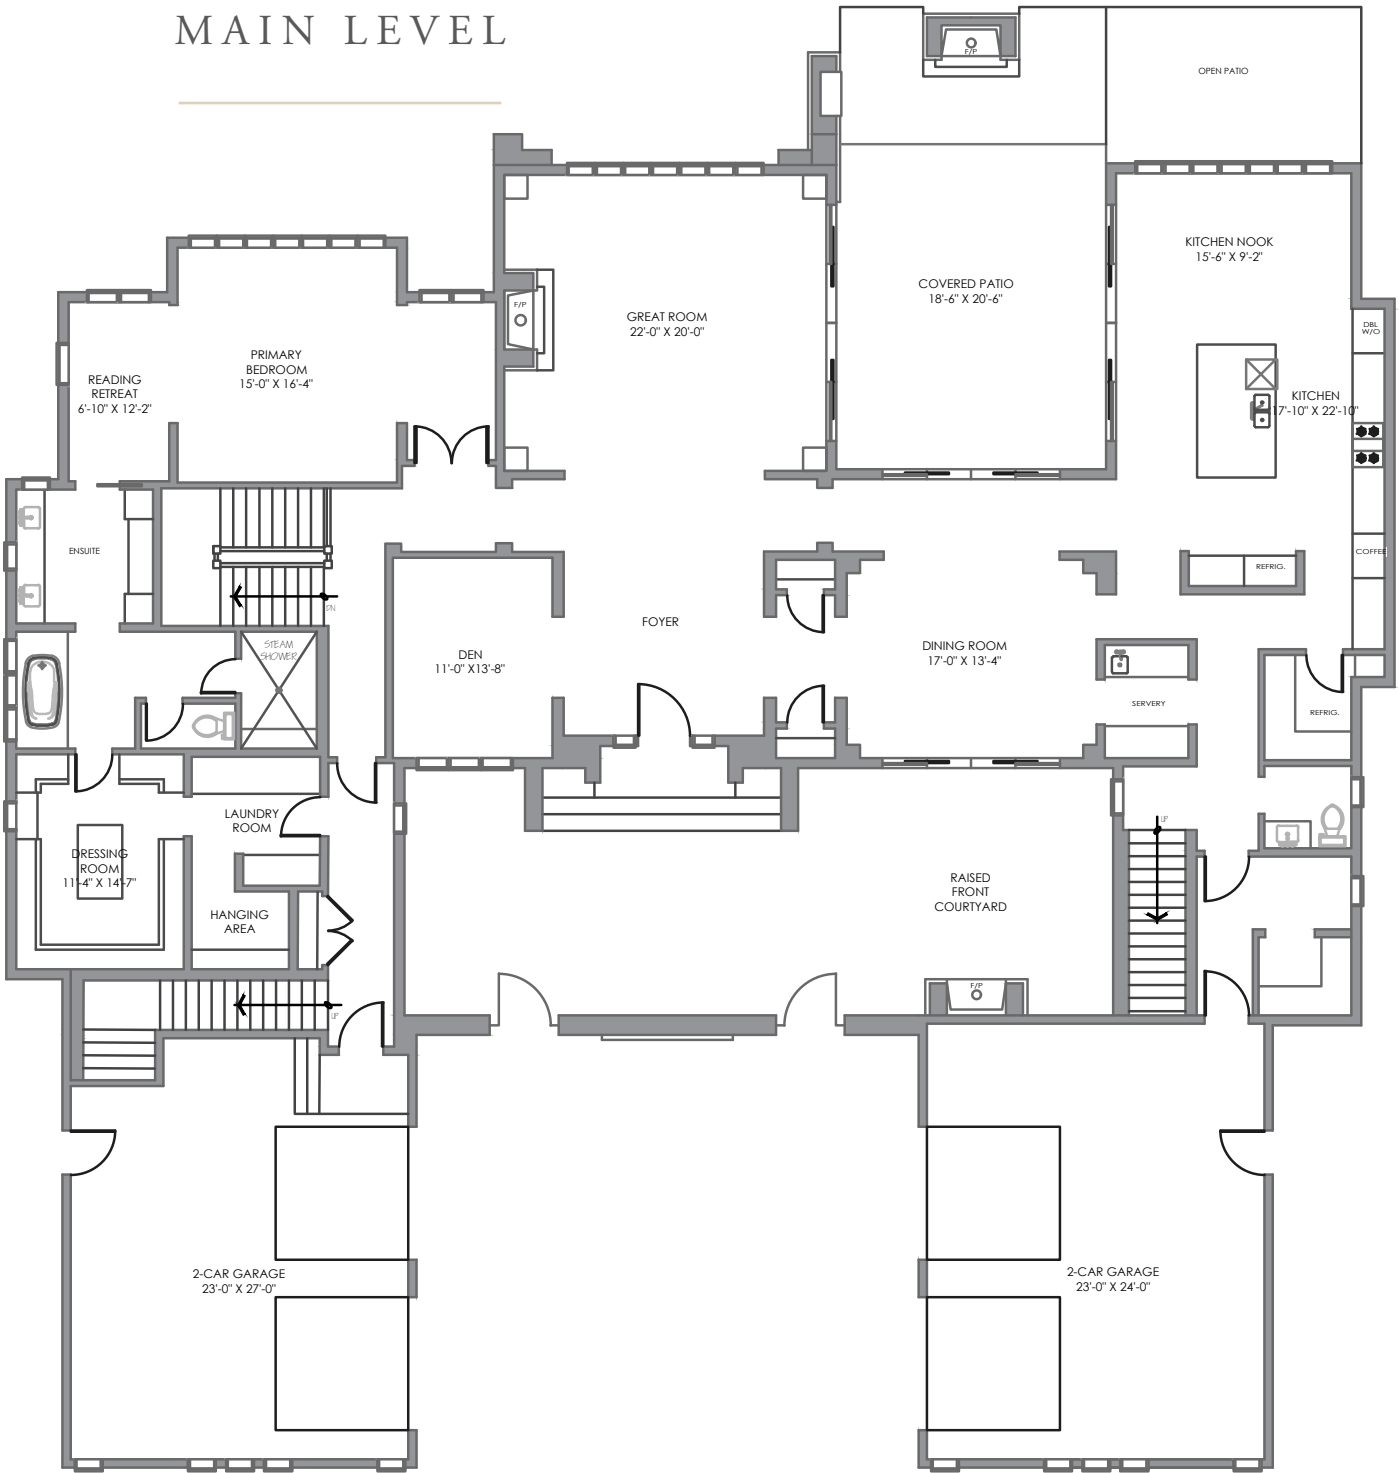 MAIN LEVEL
F/P
OPEN PATIO
KITCHEN NOOK
15'-6" X 9'-2"
COVERED PATIO
18'-6" X 20'-6"
F/P
GREAT ROOM
22'-0" X 20'-0"
DBL
W/O
PRIMARY
BEDROOM
15'-0" X 16'-4"
READING
RETREAT
6'-10" X 12'-2"
KITCHEN
17'-10" X 22'-10"
ENSUITE
COFFEE
REFRIG.
DN
FOYER
STEAM
SHOWER
DEN
11'-0" X13'-8"
DINING ROOM
17'-0" X 13'-4"
SERVERY
REFRIG.
LAUNDRY
ROOM
UP
DRESSING
ROOM
11'-4" X 14'-7"
RAISED
FRONT
COURTYARD
HANGING
AREA
F/P
UP
2-CAR GARAGE
23'-0" X 27'-0"
2-CAR GARAGE
23'-0" X 24'-0"